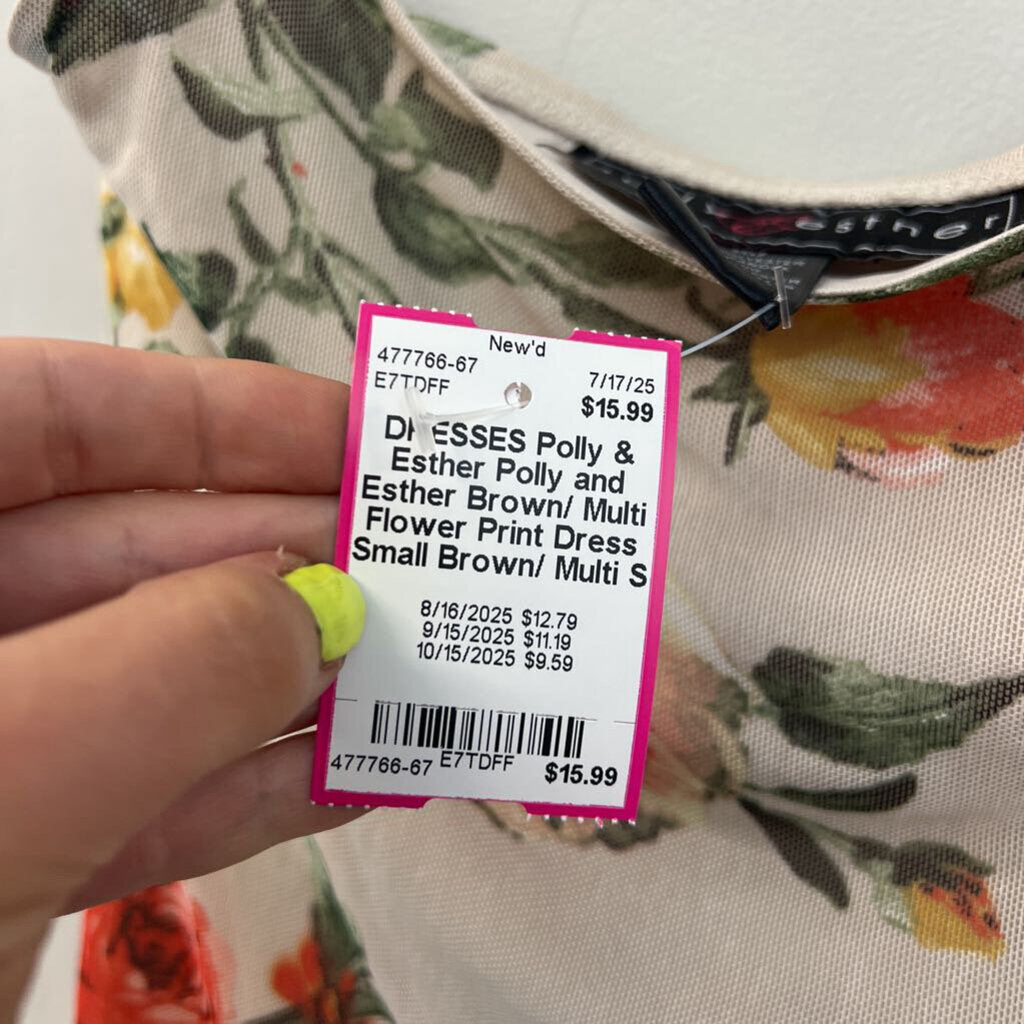 esther
New'd
477766-67
7/17/25
E7TDFF
$15.99
DRESSES Polly &
Esther Polly and
Esther Brown/ Multi
Flower Print Dress
Small Brown/ Multi S
8/16/2025 $12.79
9/15/2025 $11.19
10/15/2025 $9.59
477766-67 E7TDFF $15.99